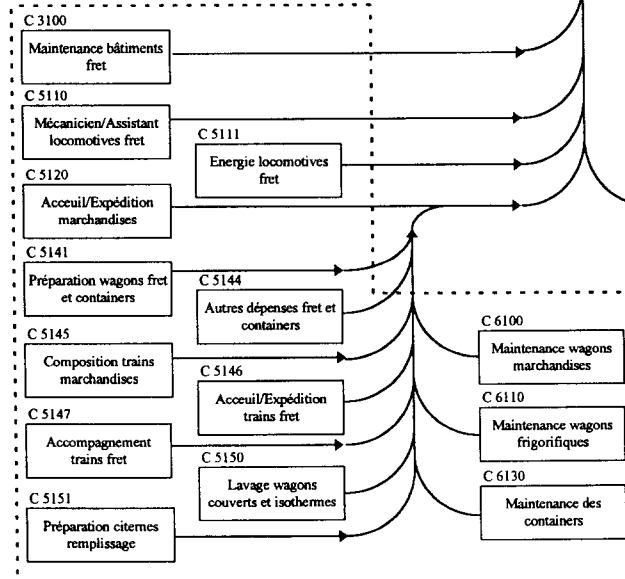 C 3100
Maintenance bâtiments
fret
C 5110
Mécanicien/Assistant
locomotives fret
C 5111
Energie locomotives
fret
C 5120
Acceuil/Expédition
marchandises
C 5141
Préparation wagons fret
et containers
C 5144
Autres dépenses fret et
containers
C 5145
Composition trains
marchandises
C 5146
Acceuil/Expédition
trains fret
C 5147
Accompagnement
trains fret
C 5150
Lavage wagons
couverts et isothermes
C 5151
Préparation citernes
remplissage
C 6100
Maintenance wagons
marchandises
C 6110
Maintenance wagons
frigorifiques
C 6130
Maintenance des
containers